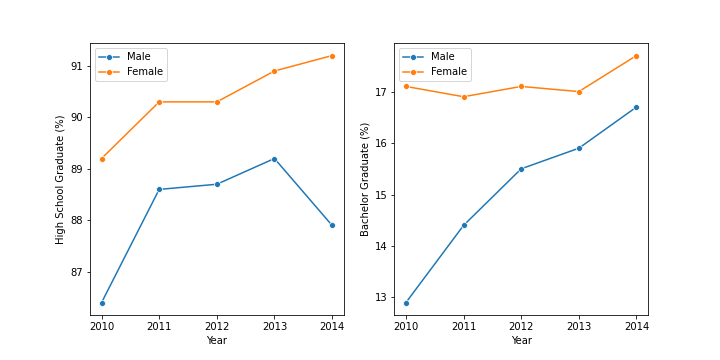 Male
Female
High School Graduate (%)
91
90
89
88
87
2010 2011 2012 2013 2014
Year
Male
Female
Bachelor Graduate (%)
17
16
15
14
13
2010 2011 2012 2013 2014
Year